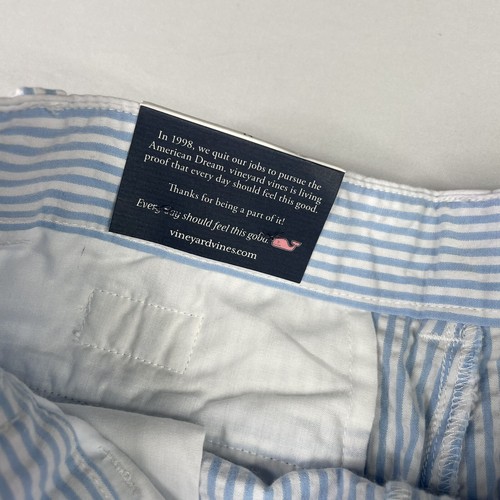 In 1998, we quit our jobs to pursue the
American Dream. vineyard vines is living
proof that every day should feel this good.
Thanks for being a part of it!
Every day should feel this good.
vineyardvines.com